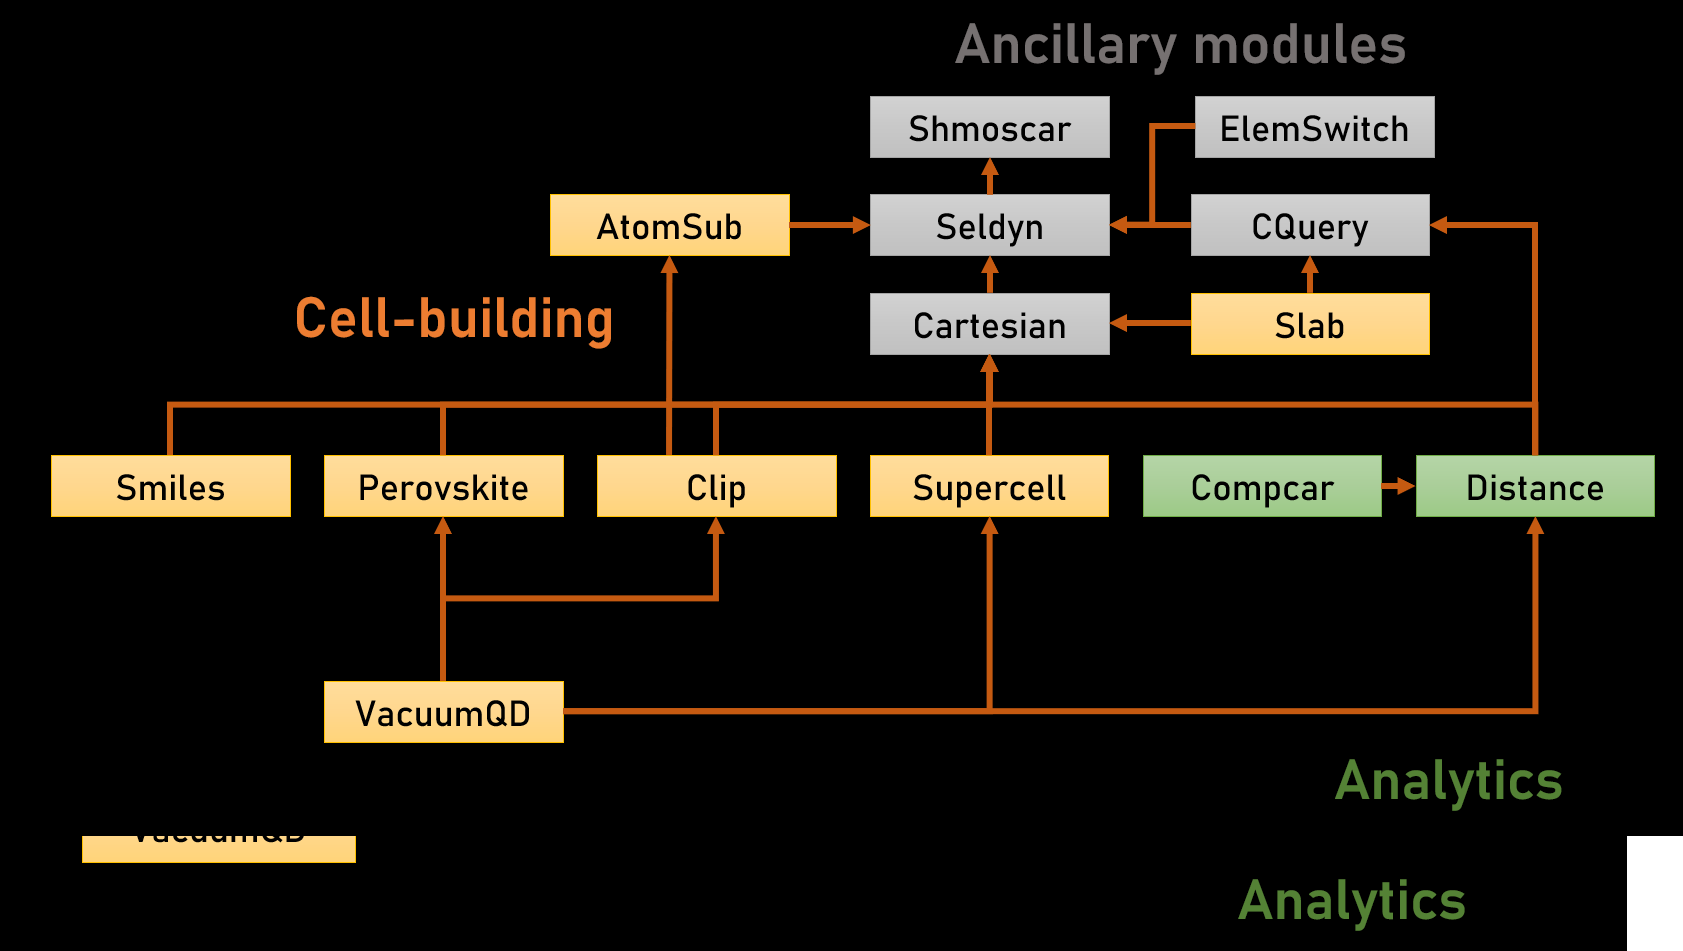 Ancillary modules
Shmoscar
ElemSwitch
AtomSub
Seldyn
CQuery
Cell-building
Cartesian
Slab
Smiles
Perovskite
Clip
Supercell
Compcar
Distance
VacuumQD
Analytics
VacuumQD
Analytics